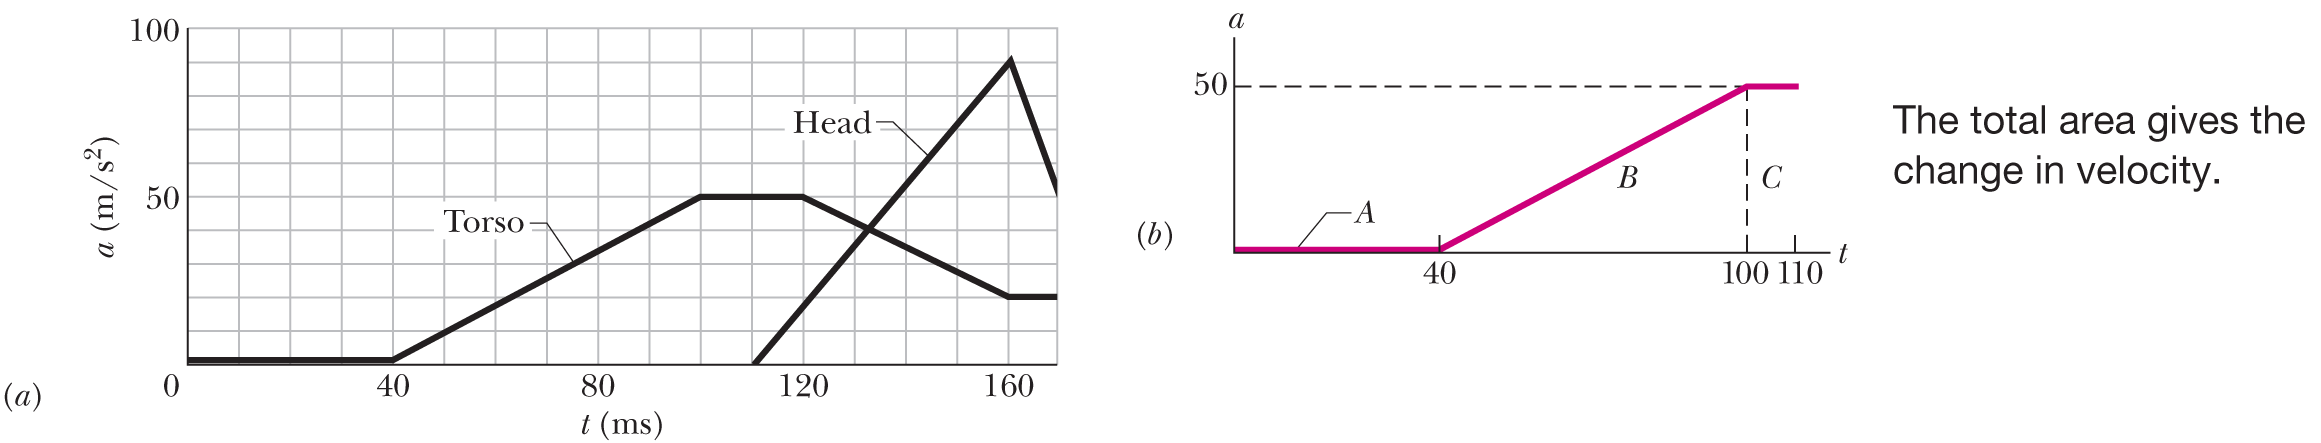 100
50
0
a (m/s²)
Head
Torso
40 80 120 160
t (ms)
(a)
a
50
A
B
C
40
100 110
t
(b)
The total area gives the
change in velocity.